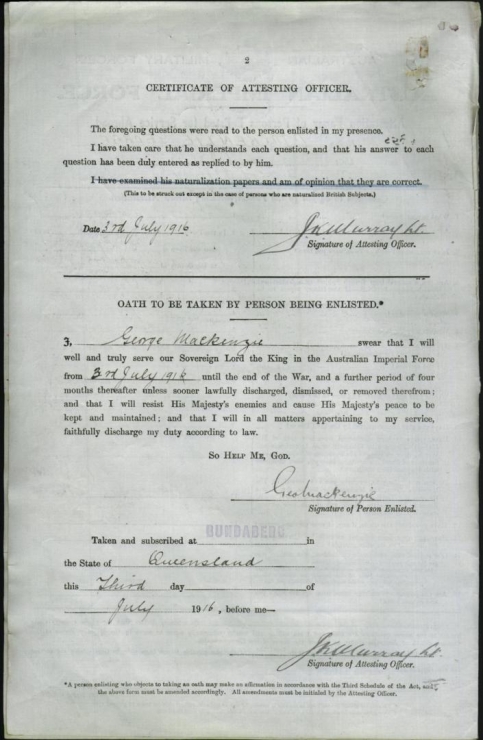 2
CERTIFICATE OF ATTESTING OFFICER.
The foregoing questions were read to the person enlisted in my presence.
I have taken care that he understands each question, and that his answer to each
question has been duly entered as replied to by him.
I have examined his naturalization papers and am of opinion that they are correct.
(This to be struck out except in the case of persons who are naturalized British Subjects.)
Date 3rd July 1916 J K Murray Lt.
Signature of Attesting Officer.
OATH TO BE TAKEN BY PERSON BEING ENLISTED.*
I, George Mackenzie swear that I will
well and truly serve our Sovereign Lord the King in the Australian Imperial Force
from 3rd July 1916 until the end of the War, and a further period of four
months thereafter unless sooner lawfully discharged, dismissed, or removed therefrom;
and that I will resist His Majesty's enemies and cause His Majesty's peace to be
kept and maintained; and that I will in all matters appertaining to my service,
faithfully discharge my duty according to law.
SO HELP ME, GOD.
Geo Mackenzie
Signature of Person Enlisted.
BUNDABERG
Taken and subscribed at in
the State of Queensland
this Third day of
July 1916, before me—
J K Murray Lt.
Signature of Attesting Officer.
*A person enlisting who objects to taking an oath may make an affirmation in accordance with the Third Schedule of the Act, and
the above form must be amended accordingly. All amendments must be initialed by the Attesting Officer.